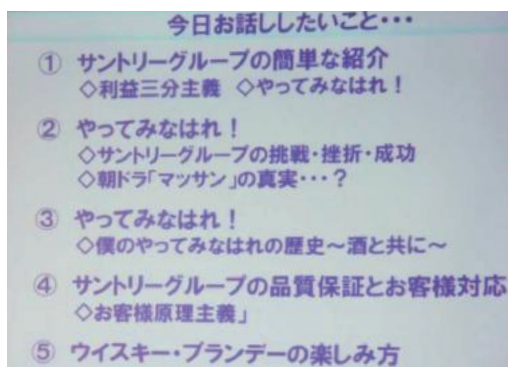 今日お話ししたいこと・・・
① サントリーグループの簡単な紹介
◇利益三分主義 ◇やってみなはれ！
② やってみなはれ！
◇サントリーグループの挑戦・挫折・成功
◇朝ドラ「マッサン」の真実・・・？
③ やってみなはれ！
◇僕のやってみなはれの歴史～酒と共に～
④ サントリーグループの品質保証とお客様対応
◇お客様原理主義」
⑤ ウイスキー・ブランデーの楽しみ方